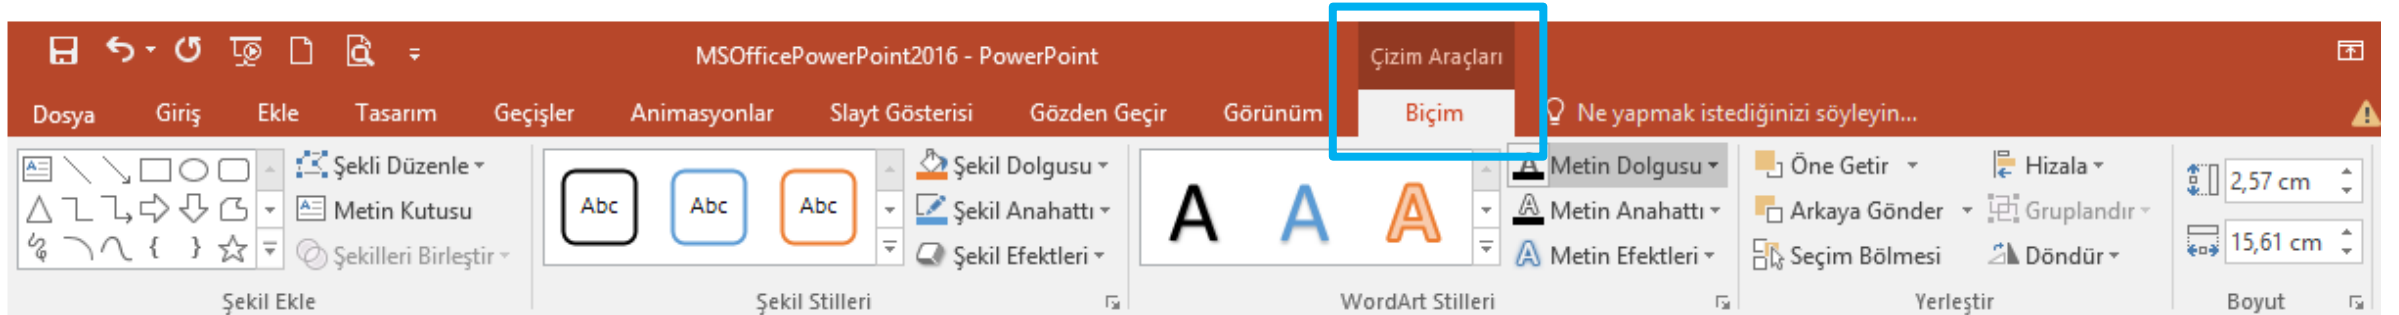 MSOfficePowerPoint2016 - PowerPoint
Çizim Araçları
Dosya Giriş Ekle Tasarım Geçişler Animasyonlar Slayt Gösterisi Gözden Geçir Görünüm Biçim Ne yapmak istediğinizi söyleyin...
Şekli Düzenle
Metin Kutusu
Şekilleri Birleştir
Şekil Ekle
Abc Abc Abc
Şekil Dolgusu
Şekil Anahattı
Şekil Efektleri
Şekil Stilleri
A A A
Metin Dolgusu
Metin Anahattı
Metin Efektleri
WordArt Stilleri
Öne Getir
Arkaya Gönder
Seçim Bölmesi
Hizala
Gruplandır
Döndür
Yerleştir
2,57 cm
15,61 cm
Boyut